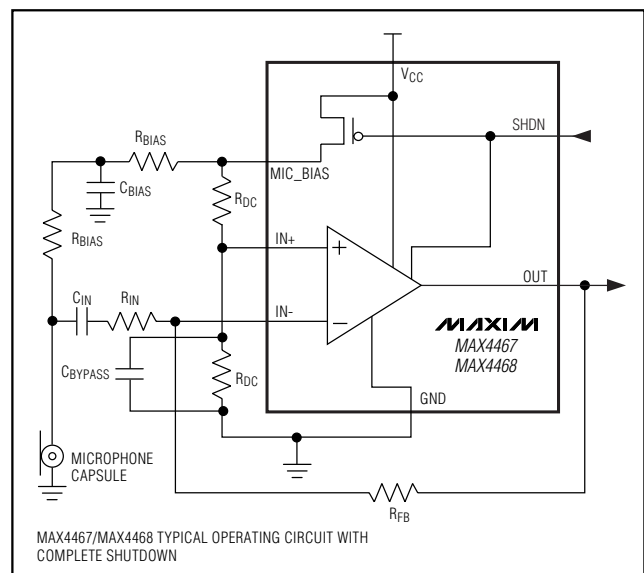 VCC
SHDN
RBIAS
MIC_BIAS
CBIAS
RDC
RBIAS
IN+
+
OUT
CIN
RIN
IN-
−
MAXIM
MAX4467
MAX4468
CBYPASS
RDC
GND
MICROPHONE
CAPSULE
RFB
MAX4467/MAX4468 TYPICAL OPERATING CIRCUIT WITH
COMPLETE SHUTDOWN